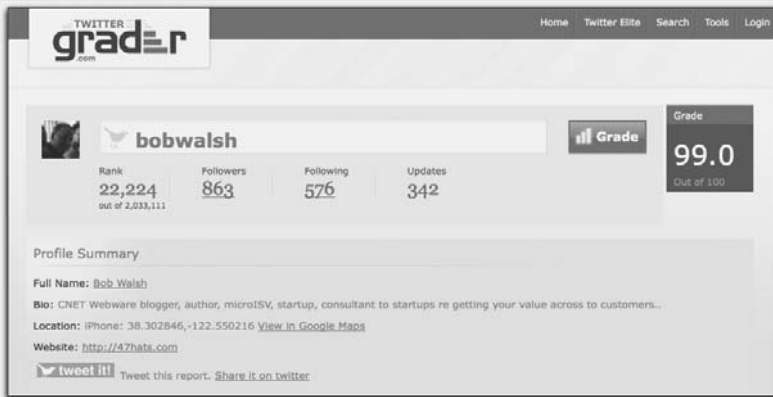 TWITTER
grader
.com
Home Twitter Elite Search Tools Login
bobwalsh
Grade
Grade
99.0
Out of 100
Rank Followers Following Updates
22,224 863 576 342
out of 2,033,111
Profile Summary
Full Name: Bob Walsh
Bio: CNET Webware blogger, author, microISV, startup, consultant to startups re getting your value across to customers..
Location: iPhone: 38.302846,-122.550216 View in Google Maps
Website: http://47hats.com
tweet it! Tweet this report. Share it on twitter